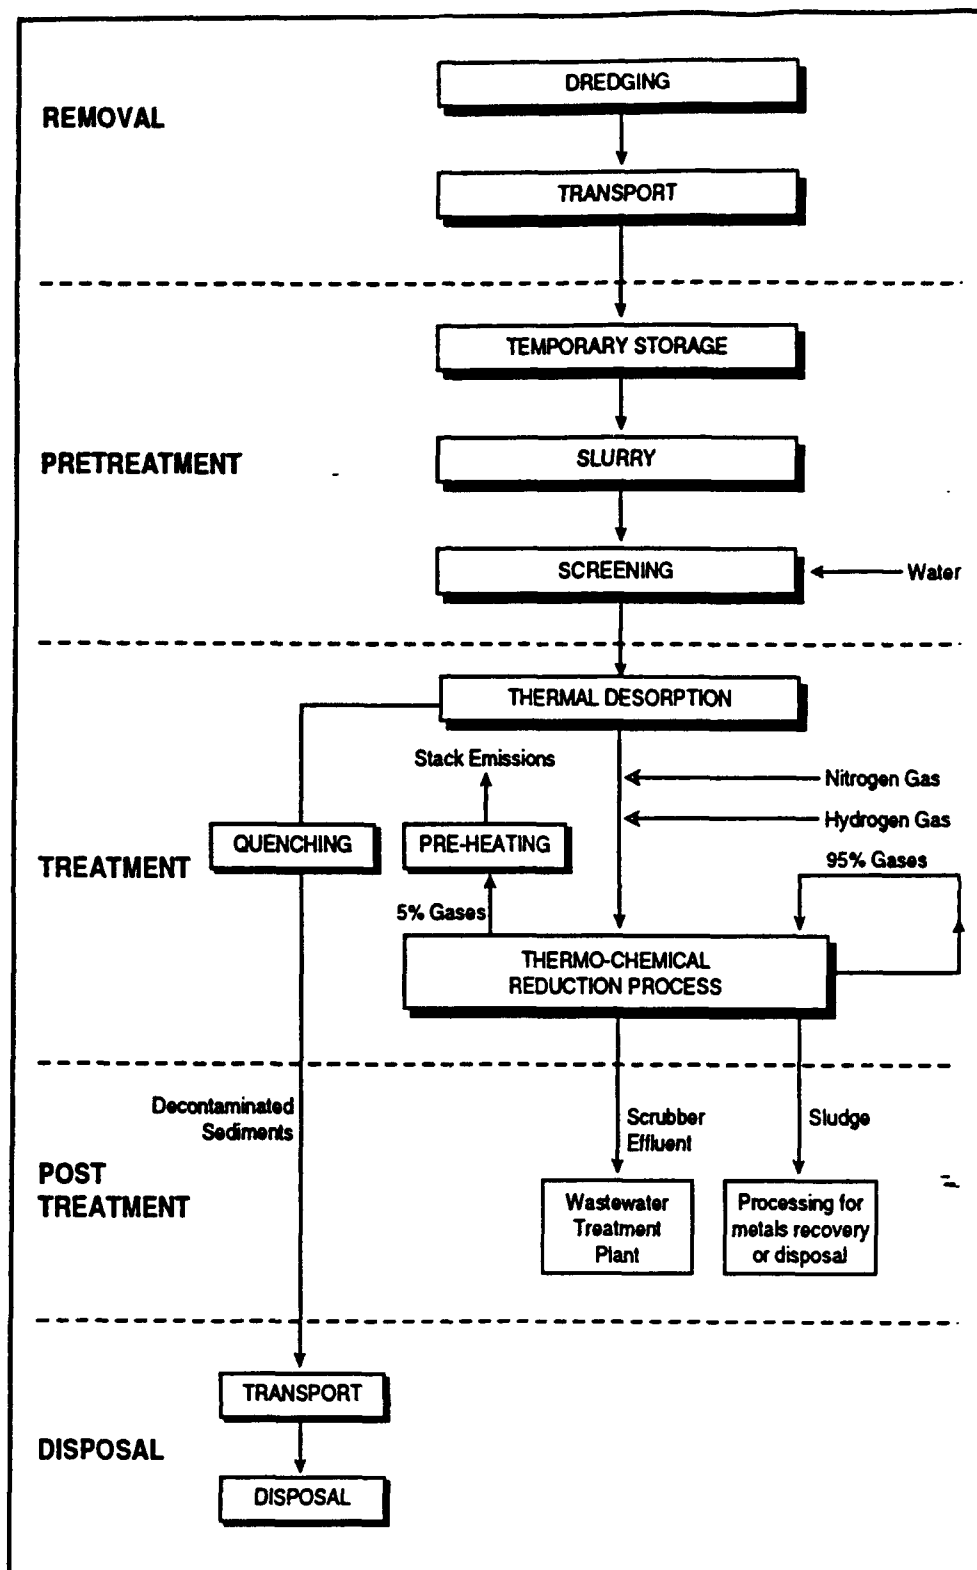 REMOVAL
DREDGING
TRANSPORT
PRETREATMENT
TEMPORARY STORAGE
SLURRY
SCREENING
Water
TREATMENT
THERMAL DESORPTION
Stack Emissions
Nitrogen Gas
Hydrogen Gas
QUENCHING
PRE-HEATING
95% Gases
5% Gases
THERMO-CHEMICAL
REDUCTION PROCESS
POST
TREATMENT
Decontaminated
Sediments
Scrubber
Effluent
Sludge
Wastewater
Treatment
Plant
Processing for
metals recovery
or disposal
DISPOSAL
TRANSPORT
DISPOSAL